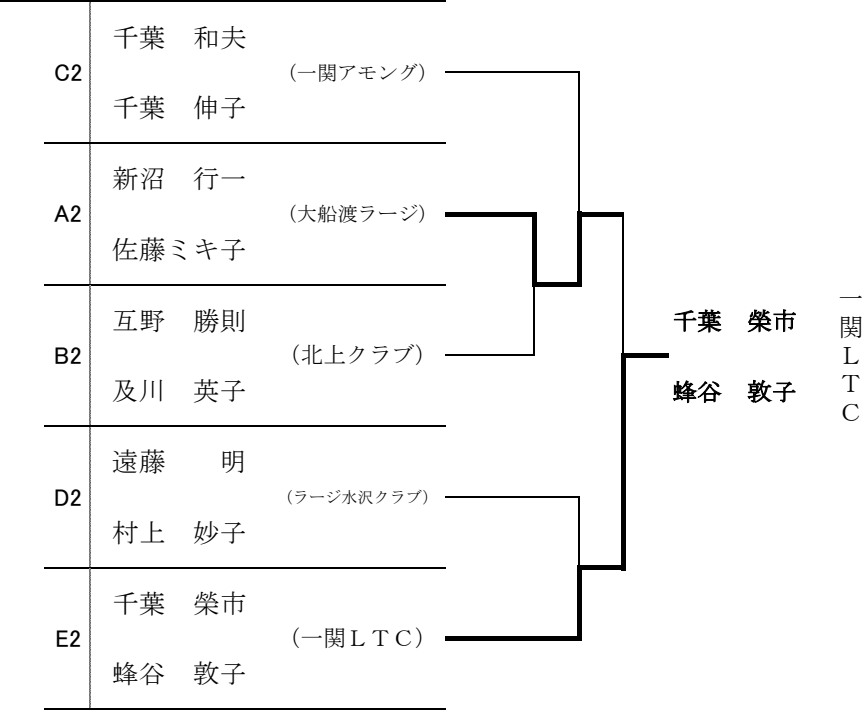 C2
千葉　和夫
千葉　伸子
（一関アモング）
A2
新沼　行一
佐藤ミキ子
（大船渡ラージ）
B2
互野　勝則
及川　英子
（北上クラブ）
D2
遠藤　　明
村上　妙子
（ラージ水沢クラブ）
E2
千葉　榮市
蜂谷　敦子
（一関ＬＴＣ）
千葉　榮市
蜂谷　敦子
一関ＬＴＣ